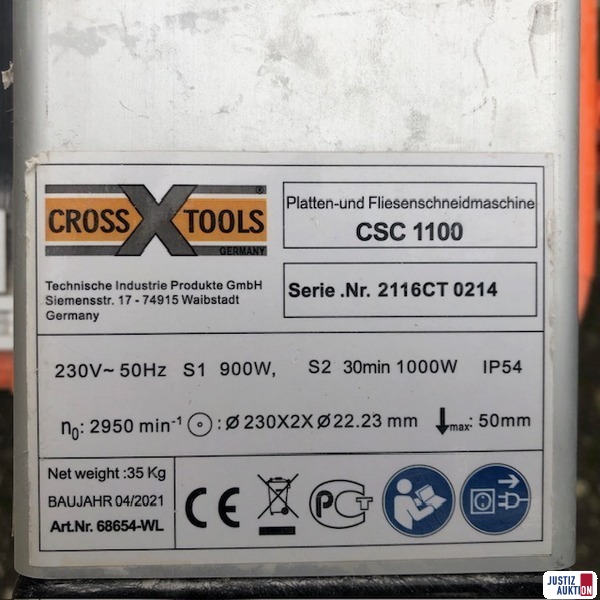 CROSS X TOOLS ®
GERMANY
Technische Industrie Produkte GmbH
Siemensstr. 17 - 74915 Waibstadt
Germany
Platten-und Fliesenschneidmaschine
CSC 1100
Serie .Nr. 2116CT 0214
230V~ 50Hz S1 900W, S2 30min 1000W IP54
n0: 2950 min-1 : Ø 230X2X Ø 22.23 mm max: 50mm
Net weight :35 Kg
BAUJAHR 04/2021
Art.Nr. 68654-WL
CE
РСТ
JUSTIZ
AUKTION